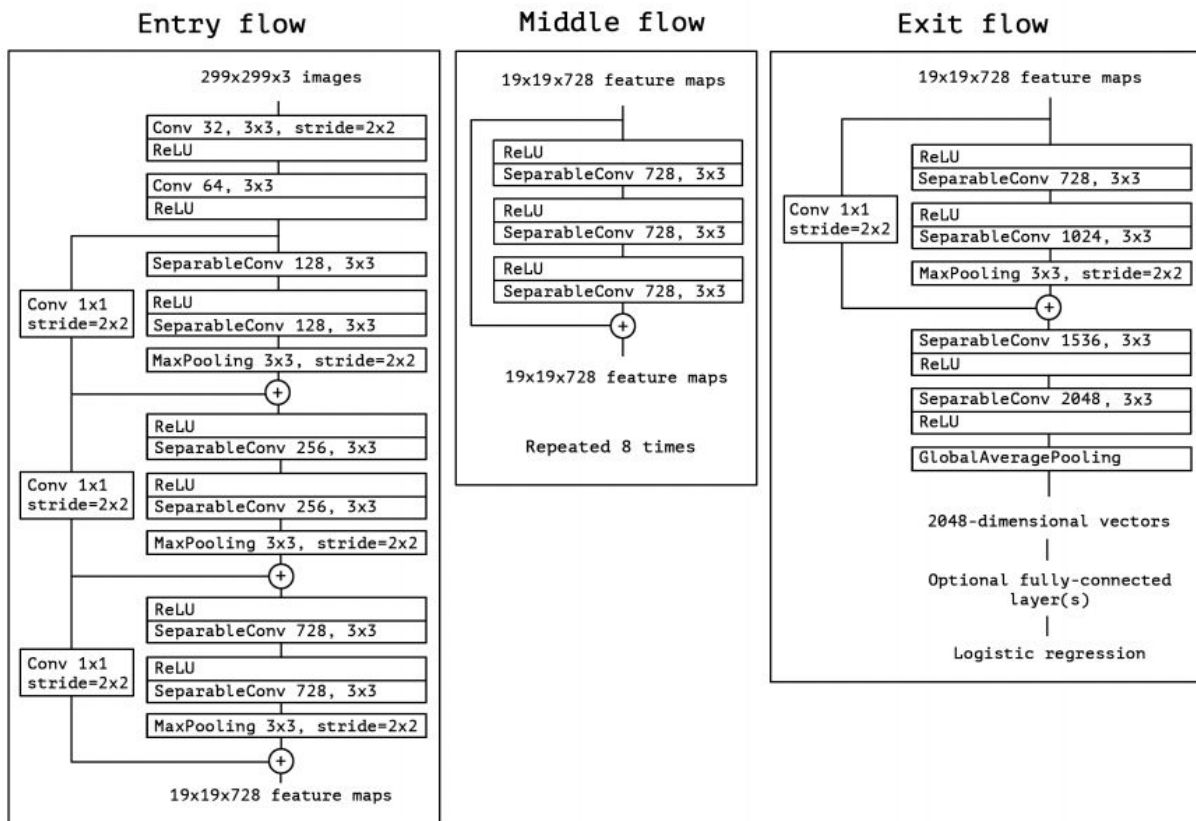 Entry flow
299x299x3 images
Conv 32, 3x3, stride=2x2
ReLU
Conv 64, 3x3
ReLU
SeparableConv 128, 3x3
Conv 1x1
stride=2x2
ReLU
SeparableConv 128, 3x3
MaxPooling 3x3, stride=2x2
+
ReLU
SeparableConv 256, 3x3
Conv 1x1
stride=2x2
ReLU
SeparableConv 256, 3x3
MaxPooling 3x3, stride=2x2
+
ReLU
SeparableConv 728, 3x3
Conv 1x1
stride=2x2
ReLU
SeparableConv 728, 3x3
MaxPooling 3x3, stride=2x2
+
19x19x728 feature maps
Middle flow
19x19x728 feature maps
ReLU
SeparableConv 728, 3x3
ReLU
SeparableConv 728, 3x3
ReLU
SeparableConv 728, 3x3
+
19x19x728 feature maps
Repeated 8 times
Exit flow
19x19x728 feature maps
ReLU
SeparableConv 728, 3x3
Conv 1x1
stride=2x2
ReLU
SeparableConv 1024, 3x3
MaxPooling 3x3, stride=2x2
+
SeparableConv 1536, 3x3
ReLU
SeparableConv 2048, 3x3
ReLU
GlobalAveragePooling
2048-dimensional vectors
Optional fully-connected
layer(s)
Logistic regression